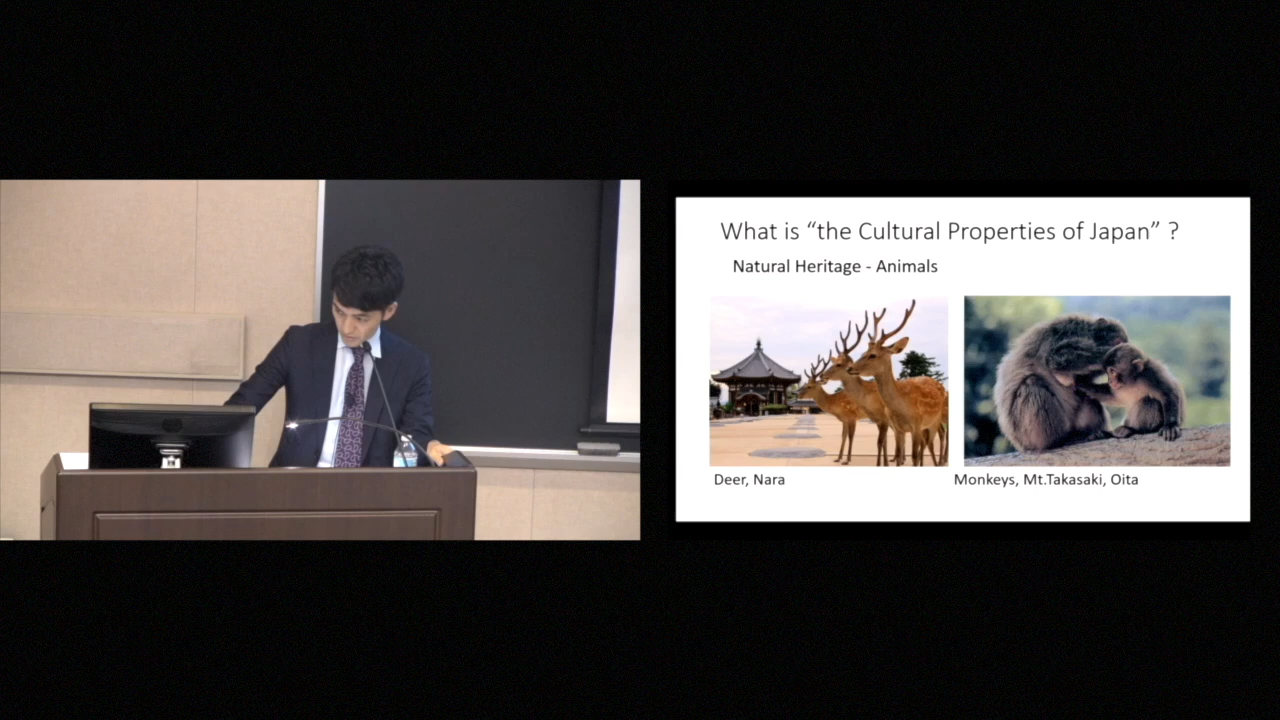 What is “the Cultural Properties of Japan” ?
Natural Heritage - Animals
Deer, Nara
Monkeys, Mt.Takasaki, Oita